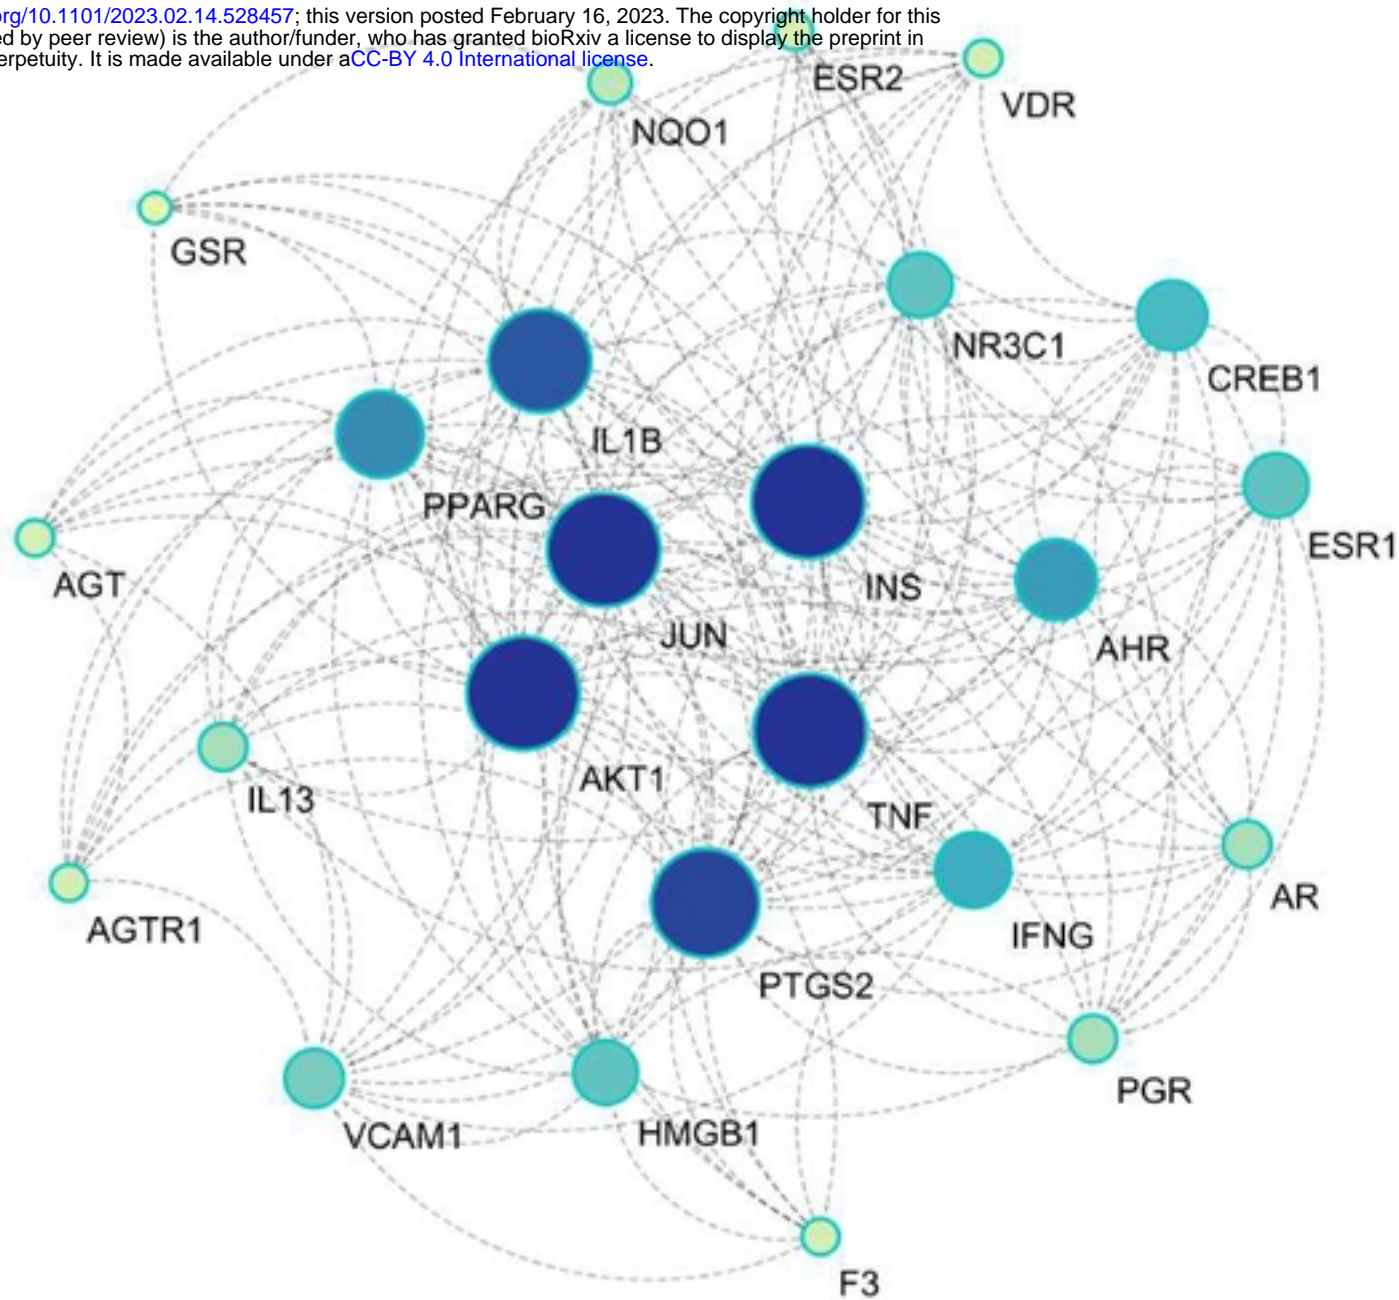 org/10.1101/2023.02.14.528457; this version posted February 16, 2023. The copyright holder for this
ed by peer review) is the author/funder, who has granted bioRxiv a license to display the preprint in
erpetuity. It is made available under aCC-BY 4.0 International license.
ESR2
VDR
NQO1
GSR
NR3C1
CREB1
IL1B
PPARG
ESR1
AGT
INS
JUN
AHR
AKT1
IL13
TNF
AR
AGTR1
IFNG
PTGS2
PGR
VCAM1
HMGB1
F3